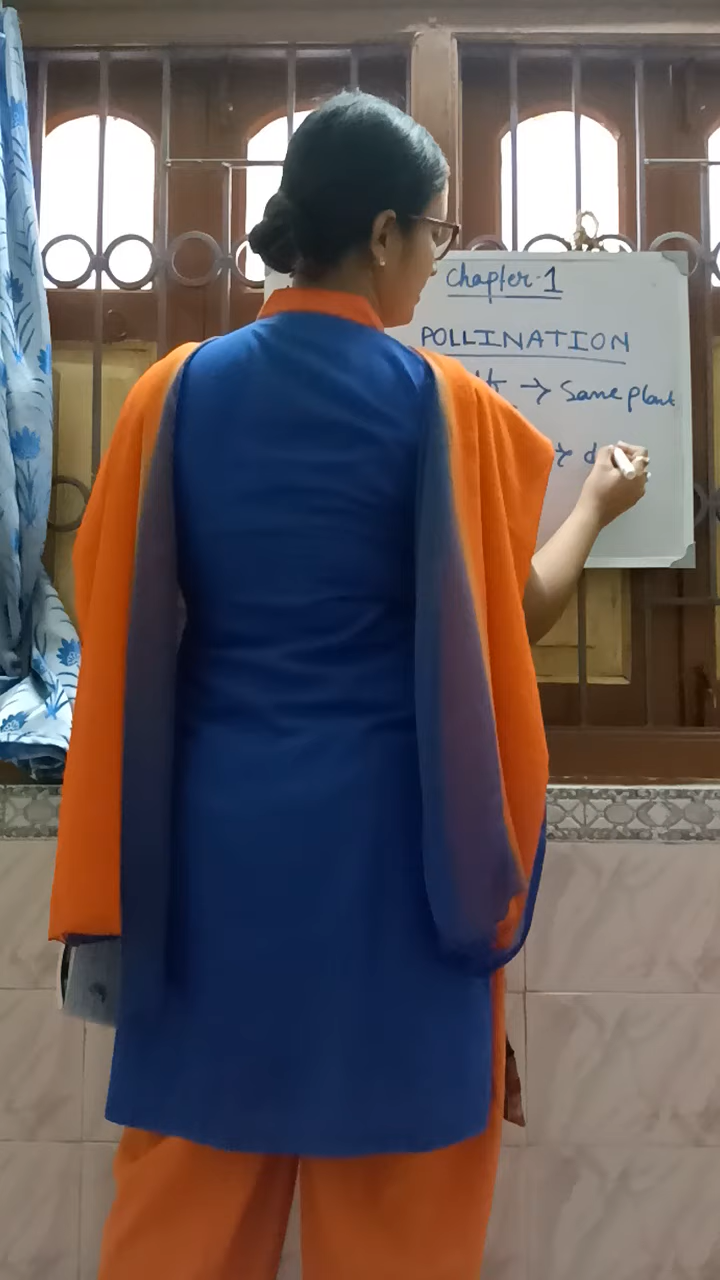 Chapter-1
POLLINATION
→ Same plant
→ d